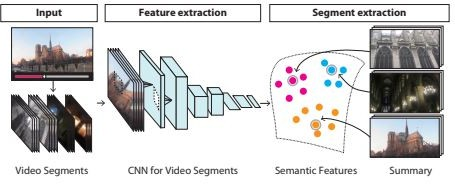 Input
Feature extraction
Segment extraction
Video Segments
CNN for Video Segments
Semantic Features
Summary